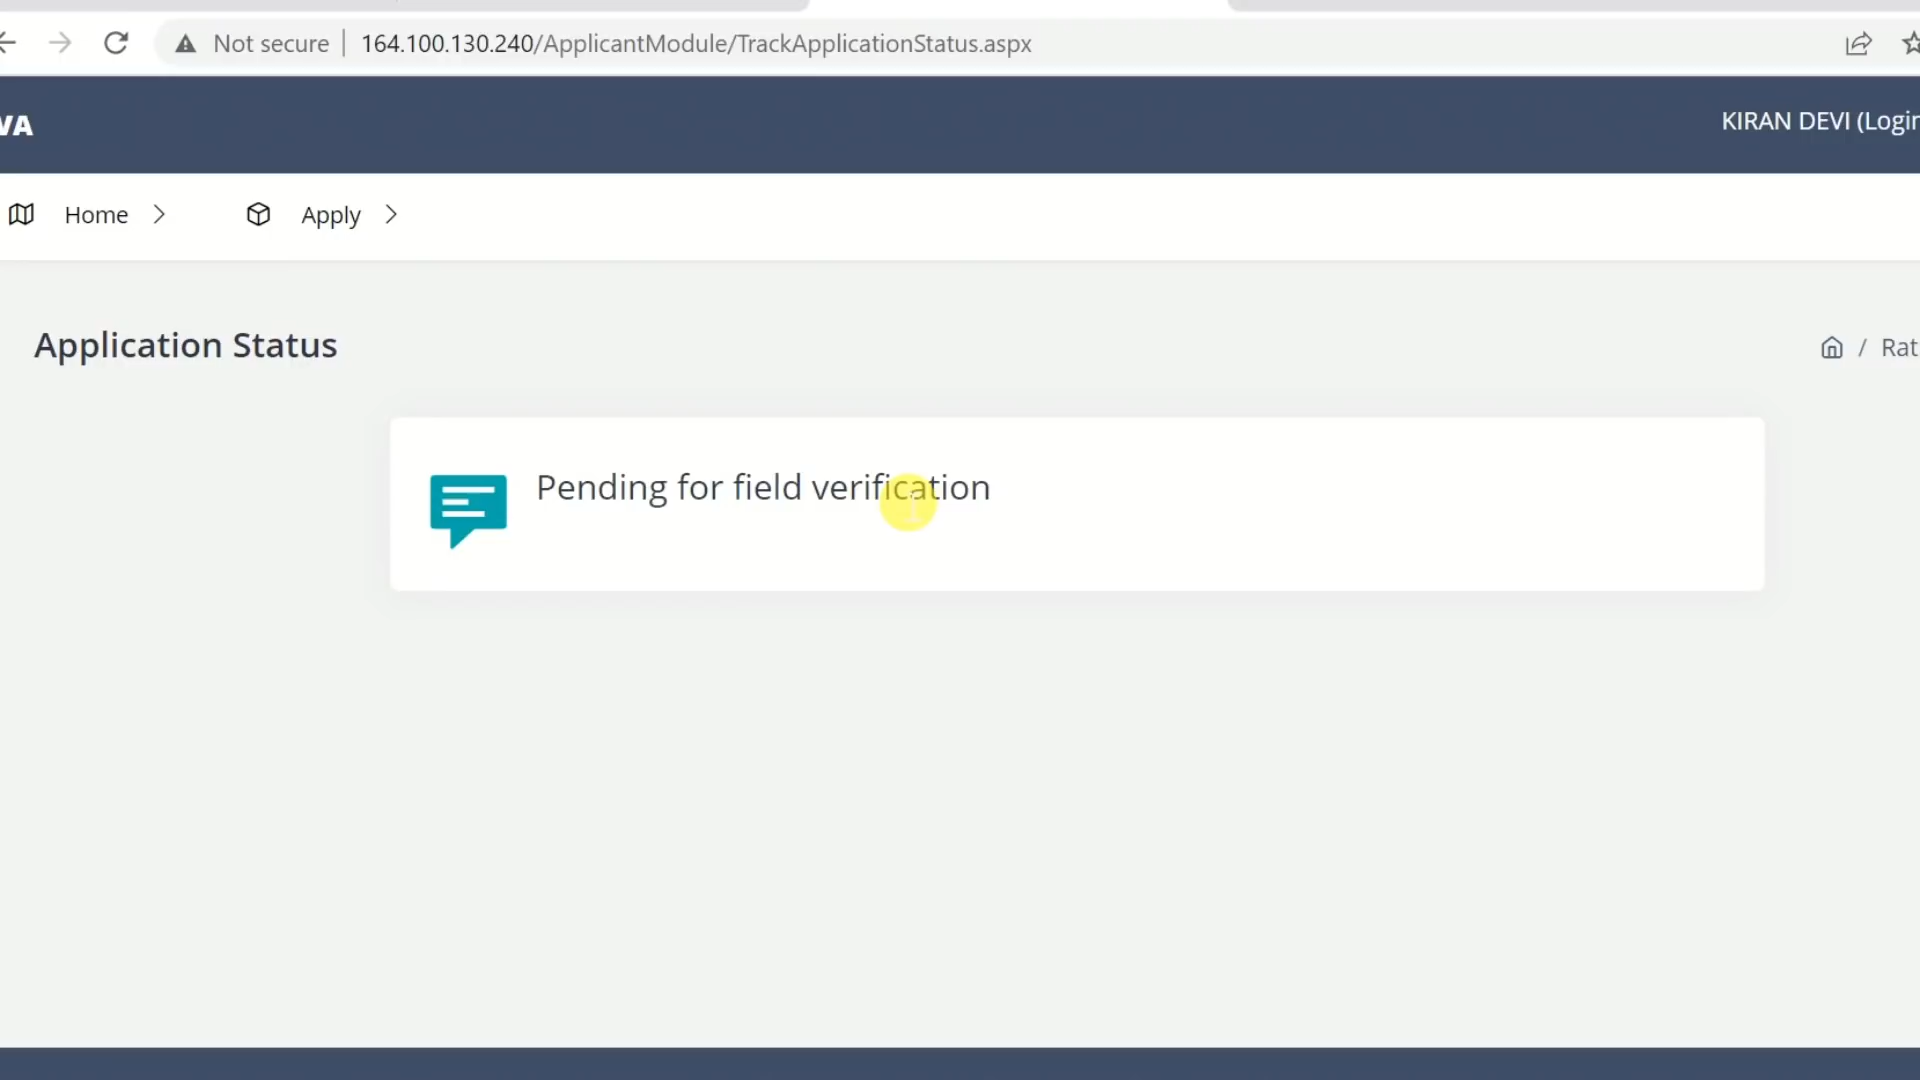 Not secure | 164.100.130.240/ApplicantModule/TrackApplicationStatus.aspx
VA
KIRAN DEVI (Login
Home
Apply
Application Status
/ Rat
Pending for field verification